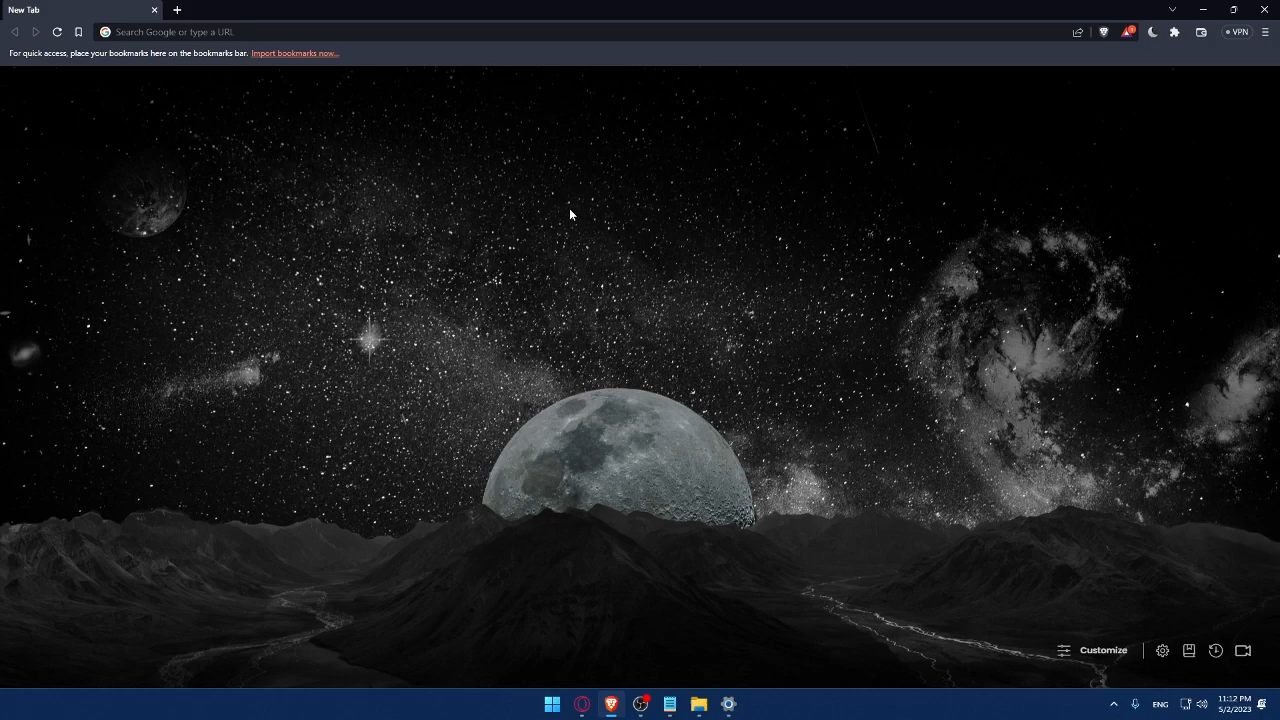 New Tab
Search Google or type a URL
1
VPN
For quick access, place your bookmarks here on the bookmarks bar. Import bookmarks now...
Customize
ENG
11:12 PM
5/2/2023